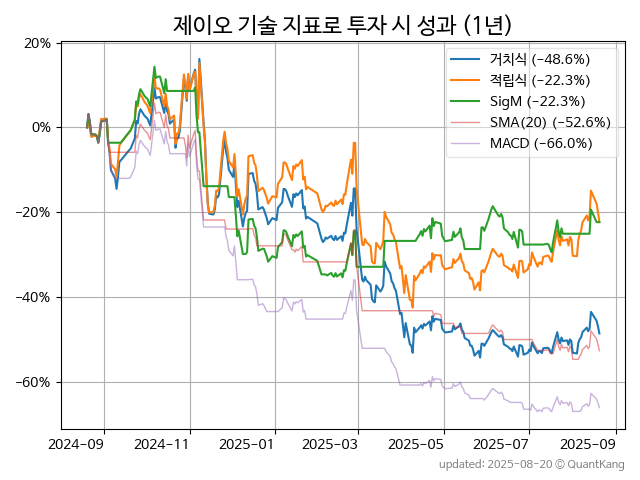 제이오 기술 지표로 투자 시 성과 (1년)
20%
0%
−20%
−40%
−60%
거치식 (−48.6%)
적립식 (−22.3%)
SigM (−22.3%)
SMA(20) (−52.6%)
MACD (−66.0%)
2024-09 2024-11 2025-01 2025-03 2025-05 2025-07 2025-09
updated: 2025-08-20 © QuantKang